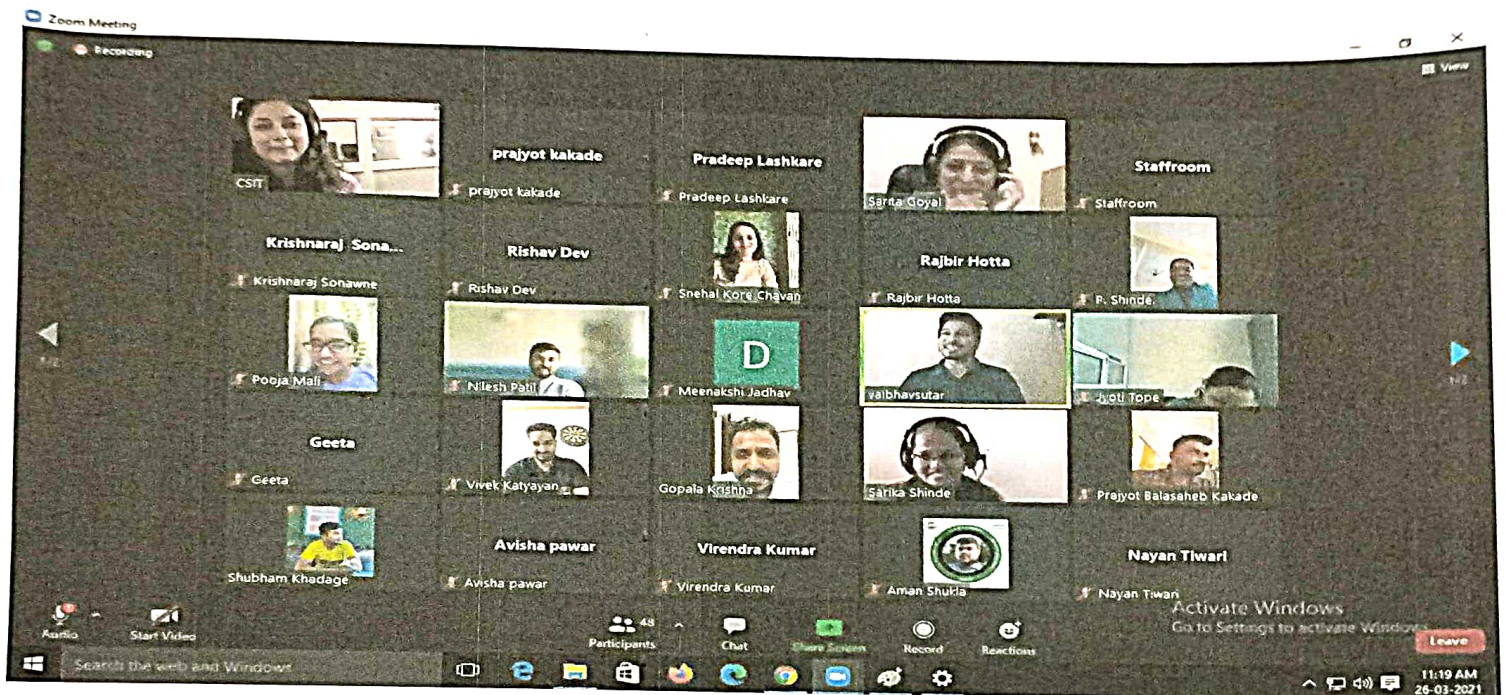 Zoom Meeting
Recording
View
CSIT
prajyot kakade
prajyot kakade
Pradeep Lashkare
Pradeep Lashkare
Sarita Goyal
Staffroom
Staffroom
Krishnaraj Sona...
Krishnaraj Sonawne
Rishav Dev
Rishav Dev
Snehal Kore Chavan
Rajbir Hotta
Rajbir Hotta
P. Shinde.
Pooja Mali
Nilesh Patil
D
Meenakshi Jadhav
vaibhavsutar
Jyoti Tope
Geeta
Geeta
Vivek Katyayan
Gopala Krishna
Sarika Shinde
Prajyot Balasaheb Kakade
Shubham Khadage
Avisha pawar
Avisha pawar
Virendra Kumar
Virendra Kumar
Aman Shukla
Nayan Tiwari
Nayan Tiwari
Activate Windows
Go to Settings to activate Windows.
Audio
Start Video
Participants
48
Chat
Share Screen
Record
Reactions
Leave
Search the web and Windows
11:19 AM
26-03-2021